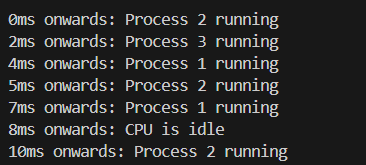 0ms onwards: Process 2 running
2ms onwards: Process 3 running
4ms onwards: Process 1 running
5ms onwards: Process 2 running
7ms onwards: Process 1 running
8ms onwards: CPU is idle
10ms onwards: Process 2 running